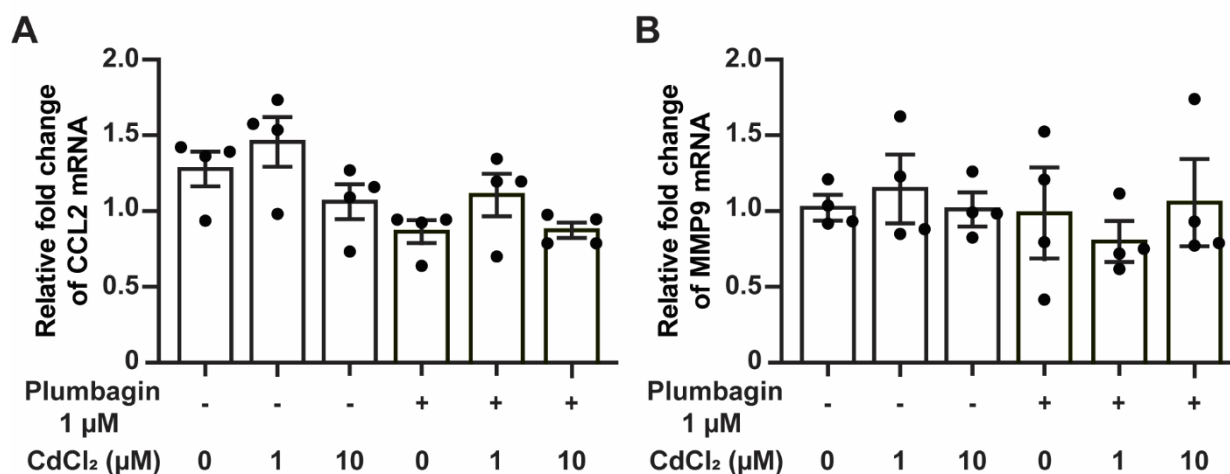 A
Relative fold change
of CCL2 mRNA
2.0
1.5
1.0
0.5
0
Plumbagin
1 µM
- - - + + +
CdCl₂ (µM) 0 1 10 0 1 10
B
Relative fold change
of MMP9 mRNA
2.0
1.5
1.0
0.5
0
Plumbagin
1 µM
- - - + + +
CdCl₂ (µM) 0 1 10 0 1 10